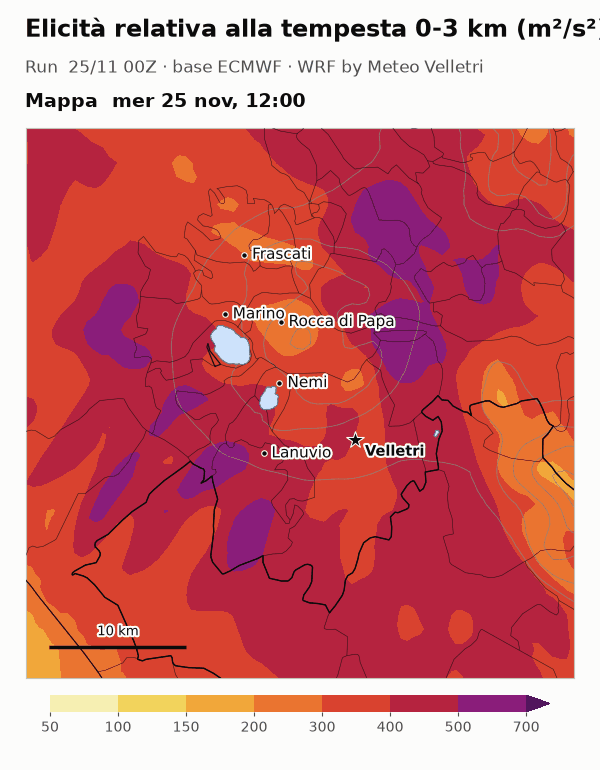 Elicità relativa alla tempesta 0-3 km (m²/s²)
Run  25/11 00Z · base ECMWF · WRF by Meteo Velletri
Mappa  mer 25 nov, 12:00
Frascati
Marino
Rocca di Papa
Nemi
Velletri
Lanuvio
10 km
50 100 150 200 300 400 500 700